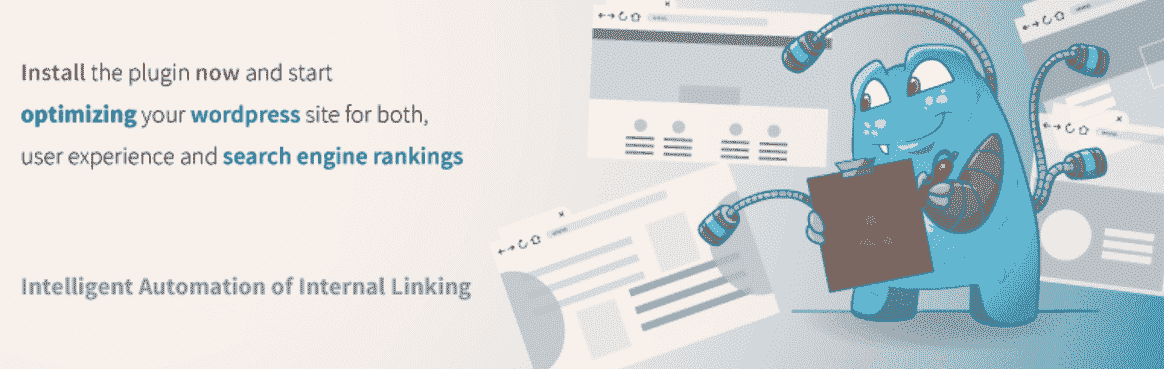 Install the plugin now and start
optimizing your wordpress site for both,
user experience and search engine rankings
Intelligent Automation of Internal Linking